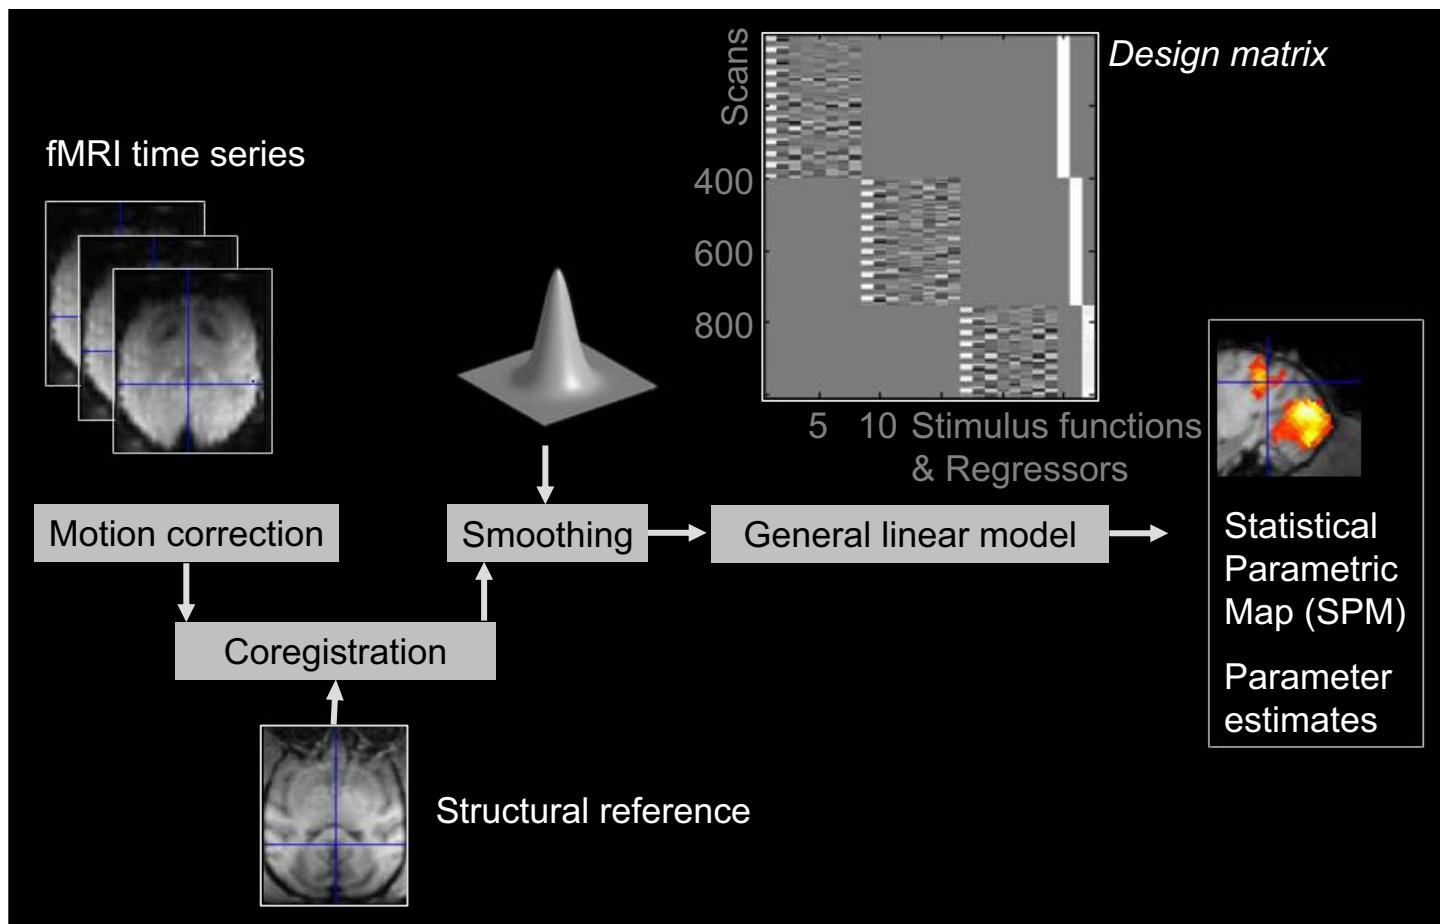 Design matrix
Scans
fMRI time series
400
600
800
5 10 Stimulus functions
& Regressors
Motion correction
Smoothing
General linear model
Coregistration
Structural reference
Statistical
Parametric
Map (SPM)
Parameter
estimates